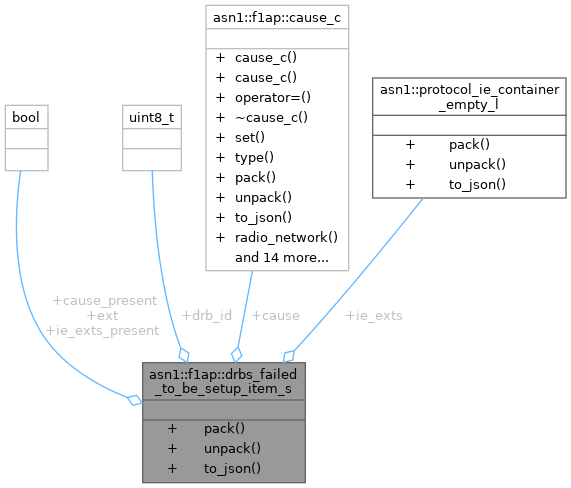 asn1::f1ap::cause_c
+ cause_c()
+ cause_c()
+ operator=()
+ ~cause_c()
+ set()
+ type()
+ pack()
+ unpack()
+ to_json()
+ radio_network()
and 14 more...
asn1::protocol_ie_container
_empty_l
+ pack()
+ unpack()
+ to_json()
bool
uint8_t
+cause_present
+ext
+ie_exts_present
+drb_id
+cause
+ie_exts
asn1::f1ap::drbs_failed
_to_be_setup_item_s
+ pack()
+ unpack()
+ to_json()